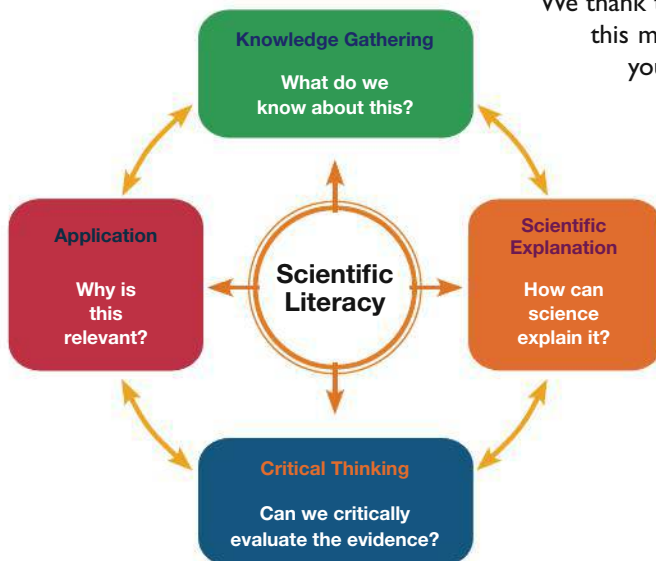 We thank
this m
you
Knowledge Gathering
What do we
know about this?
Application
Why is
this
relevant?
Scientific
Literacy
Scientific
Explanation
How can
science
explain it?
Critical Thinking
Can we critically
evaluate the evidence?